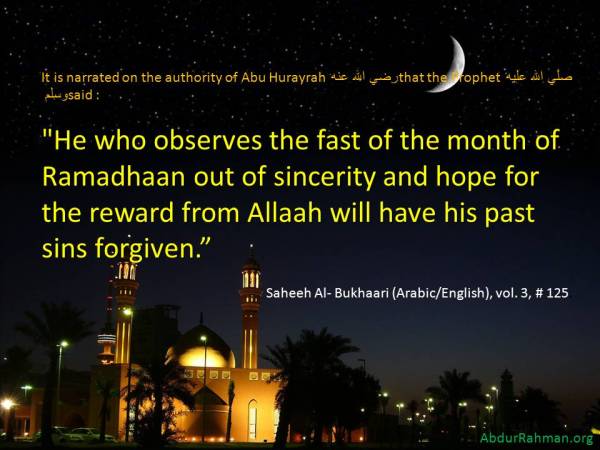 It is narrated on the authority of Abu Hurayrah رضي الله عنه that the Prophet صلي الله عليه
وسلم said :
"He who observes the fast of the month of
Ramadhaan out of sincerity and hope for
the reward from Allaah will have his past
sins forgiven.”
Saheeh Al- Bukhaari (Arabic/English), vol. 3, # 125
AbdurRahman.org